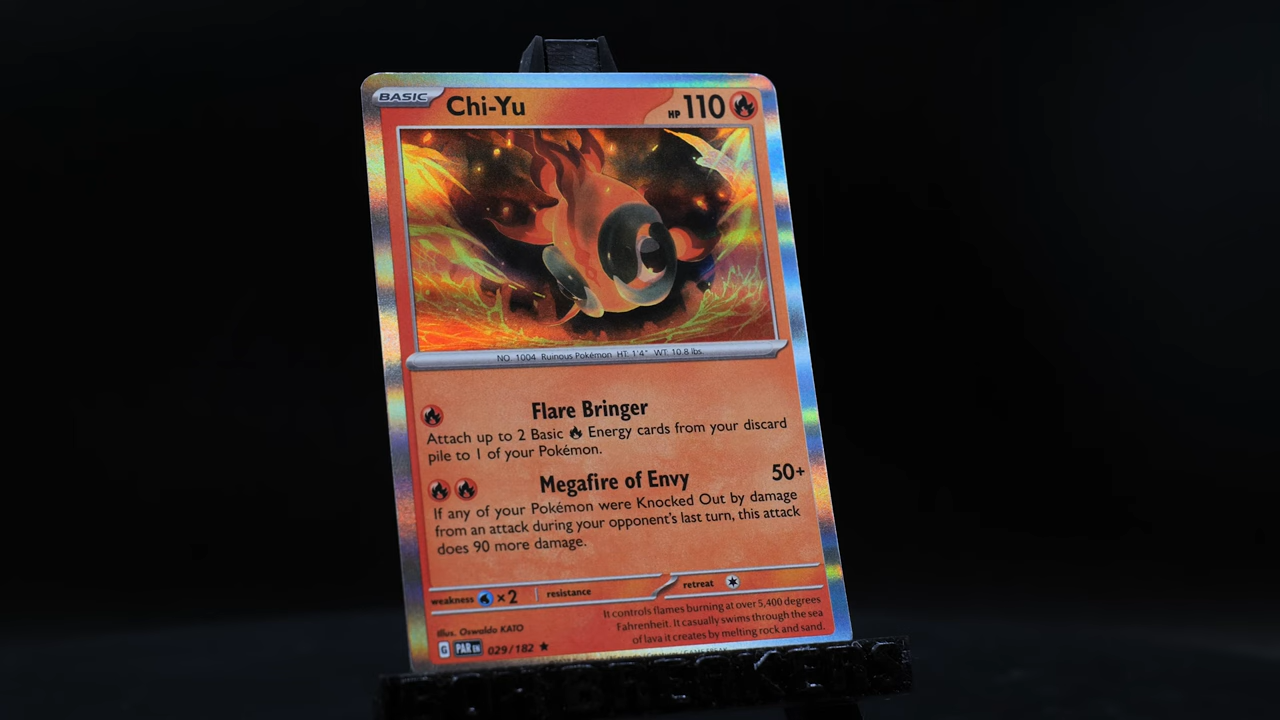 BASIC Chi-Yu HP 110
NO. 1004 Ruinous Pokémon HT: 1'4" WT: 10.8 lbs.
Flare Bringer
Attach up to 2 Basic Energy cards from your discard
pile to 1 of your Pokémon.
Megafire of Envy 50+
If any of your Pokémon were Knocked Out by damage
from an attack during your opponent's last turn, this attack
does 90 more damage.
weakness ×2 resistance retreat
It controls flames burning at over 5,400 degrees
Fahrenheit. It casually swims through the sea
of lava it creates by melting rock and sand.
Illus. Oswaldo KATO
G PAR EN 029/182